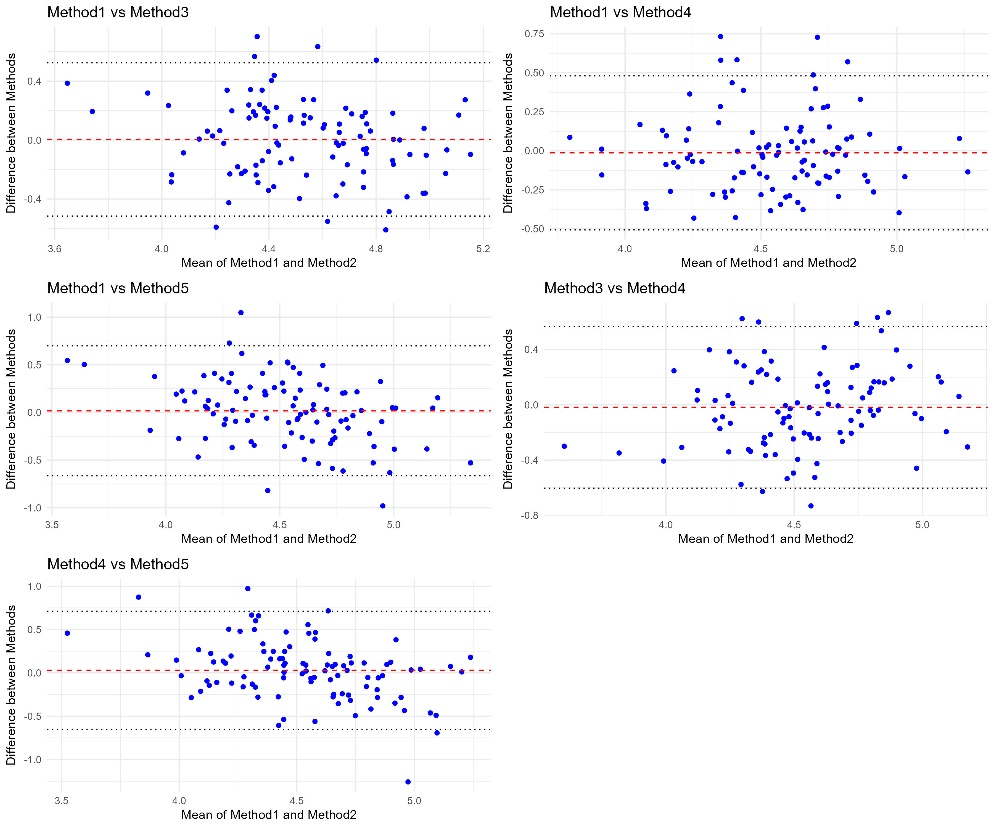 Method1 vs Method3
Difference between Methods
0.4
0.0
-0.4
3.6 4.0 4.4 4.8 5.2
Mean of Method1 and Method2
Method1 vs Method4
Difference between Methods
0.75
0.50
0.25
0.00
-0.25
-0.50
4.0 4.5 5.0
Mean of Method1 and Method2
Method1 vs Method5
Difference between Methods
1.0
0.5
0.0
-0.5
-1.0
3.5 4.0 4.5 5.0
Mean of Method1 and Method2
Method3 vs Method4
Difference between Methods
0.4
0.0
-0.4
-0.8
4.0 4.5 5.0
Mean of Method1 and Method2
Method4 vs Method5
Difference between Methods
1.0
0.5
0.0
-0.5
-1.0
3.5 4.0 4.5 5.0
Mean of Method1 and Method2